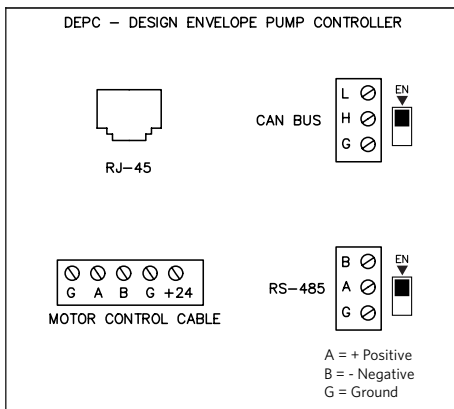 DEPC – DESIGN ENVELOPE PUMP CONTROLLER
RJ–45
CAN BUS
L
H
G
EN
G A B G +24
MOTOR CONTROL CABLE
RS–485
B
A
G
EN
A = + Positive
B = - Negative
G = Ground